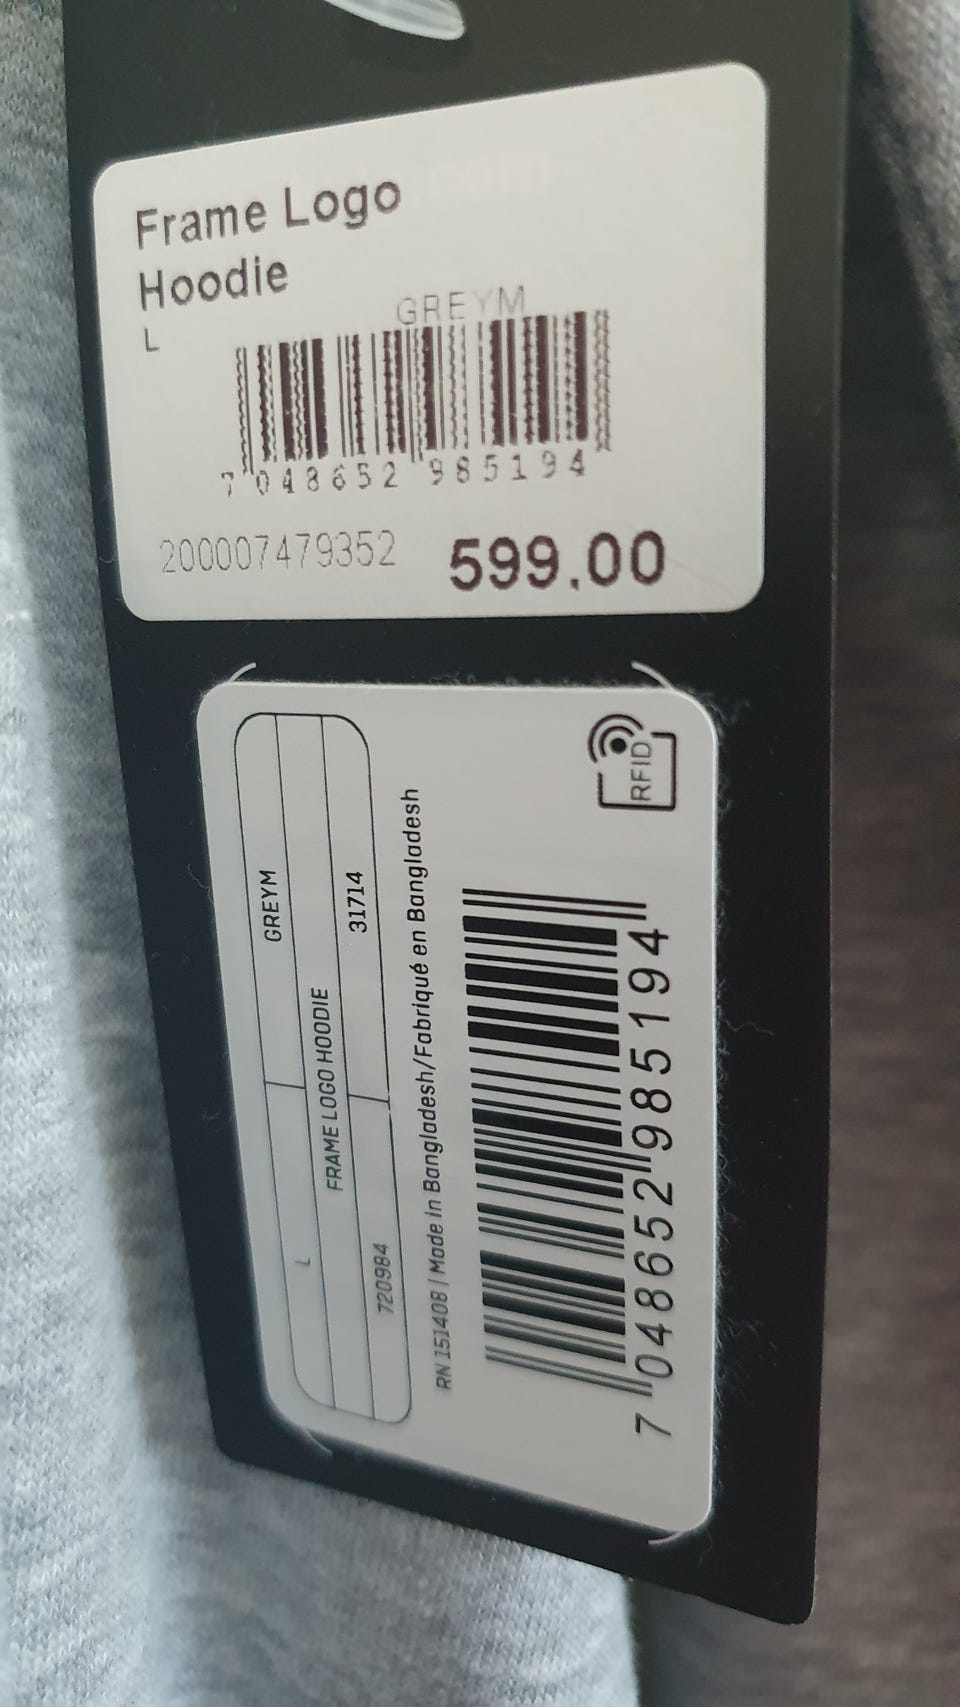 Frame Logo
Hoodie
L
GREYM
7 048652 985194
200007479352
599.00
L
GREYM
FRAME LOGO HOODIE
720984
31714
RN 151408 | Made in Bangladesh/Fabriqué en Bangladesh
7 048652 985194
RFID